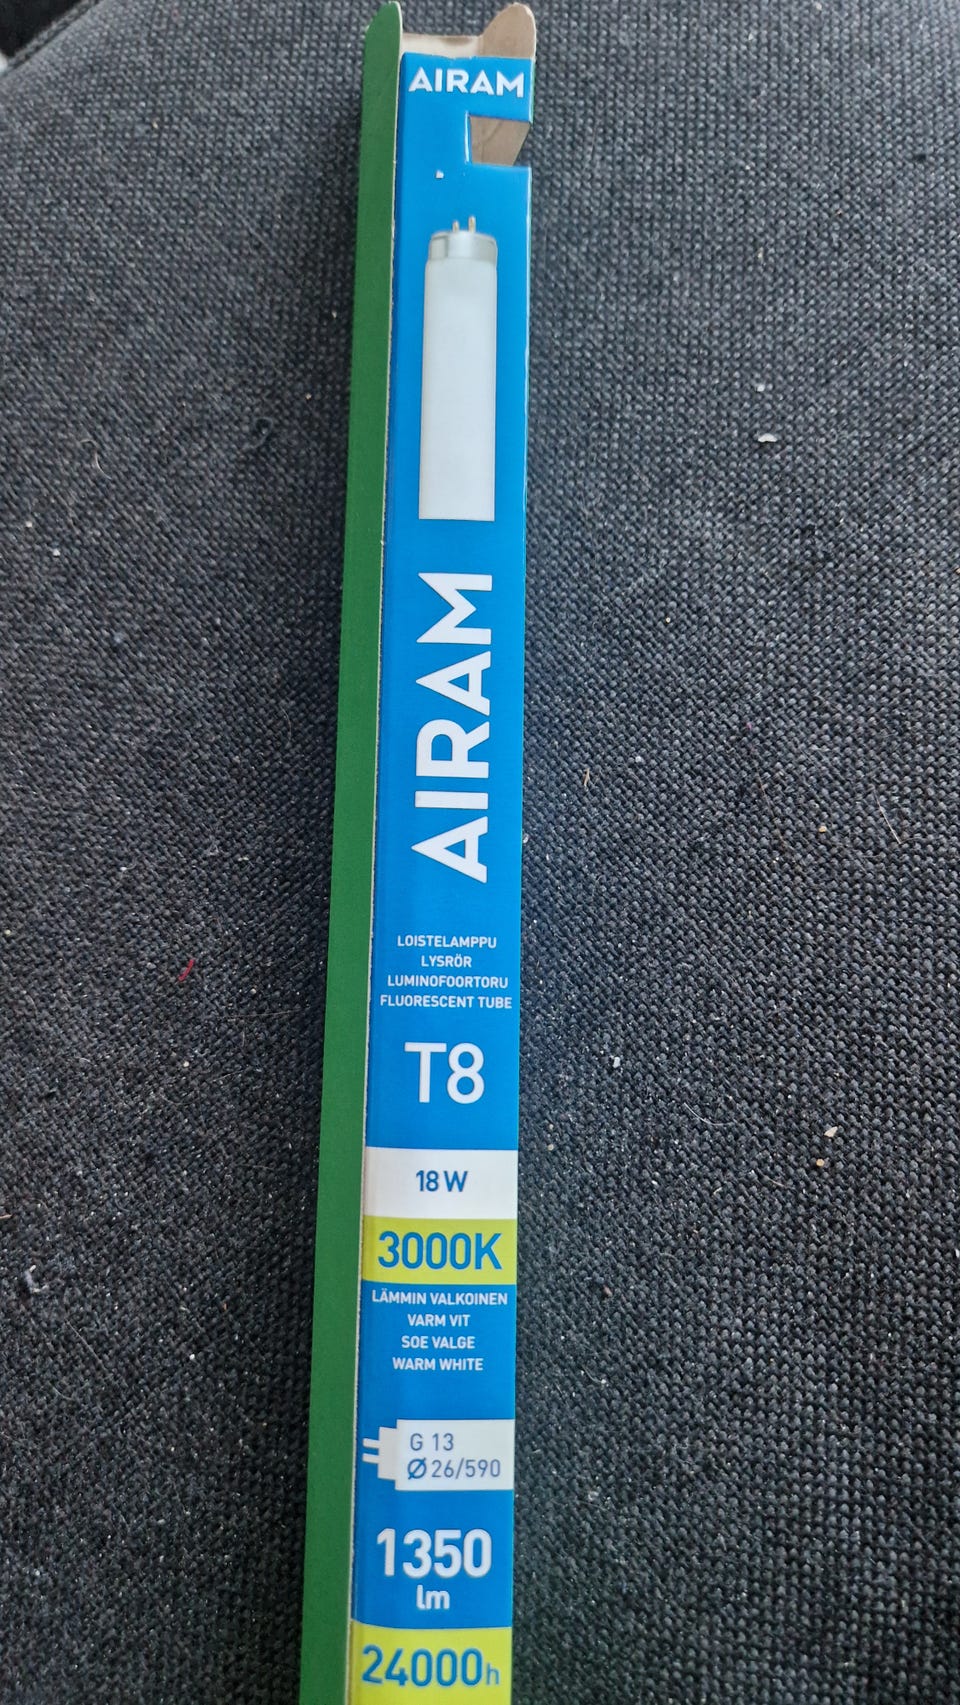 AIRAM
AIRAM
LOISTELAMPPU
LYSRÖR
LUMINOFOORTORU
FLUORESCENT TUBE
T8
18 W
3000K
LÄMMIN VALKOINEN
VARM VIT
SOE VALGE
WARM WHITE
G 13
Ø 26/590
1350
lm
24000h